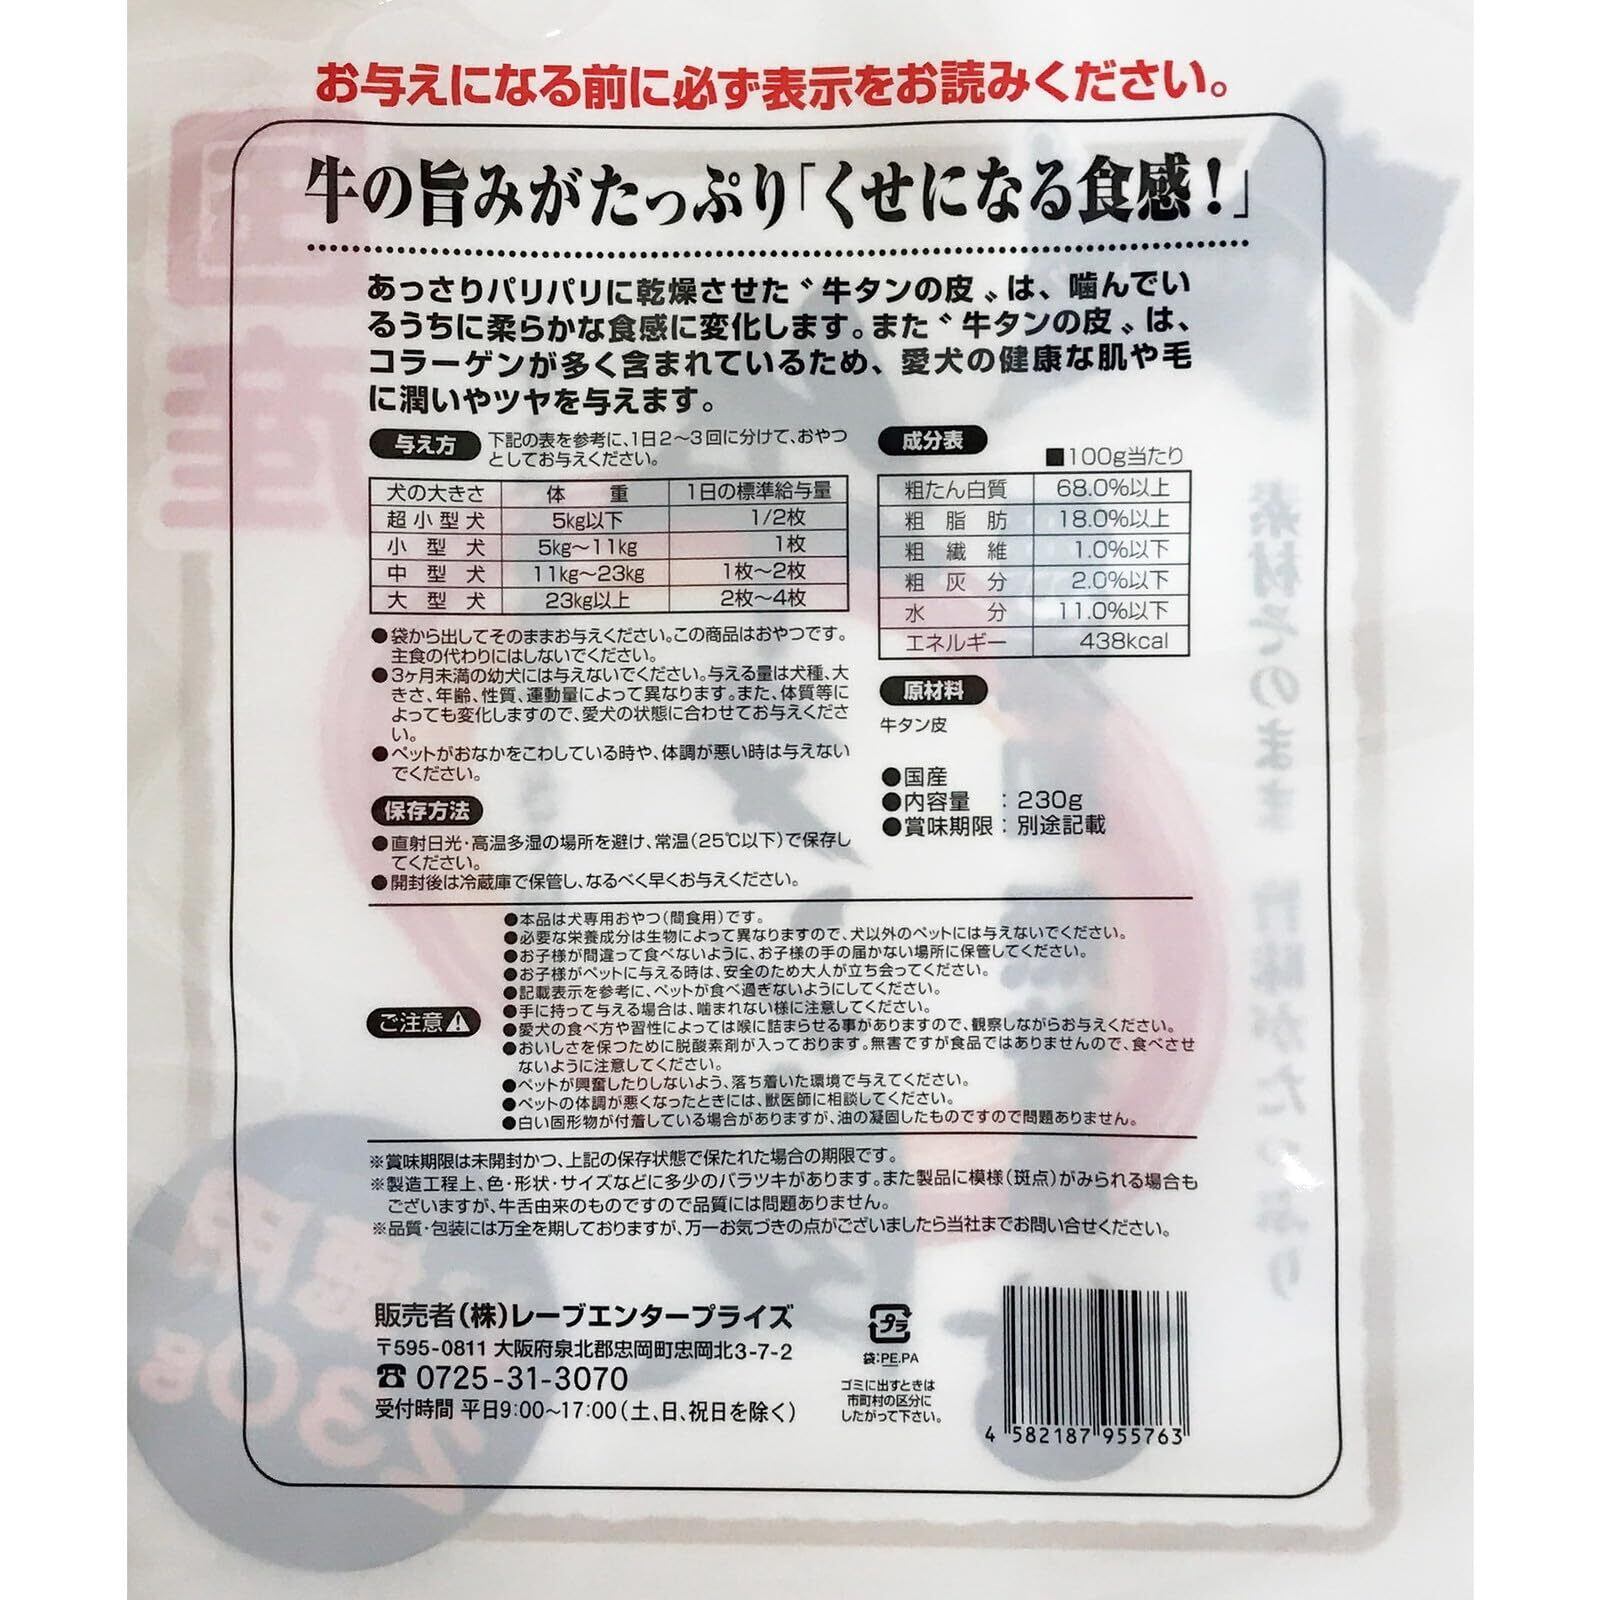 お与えになる前に必ず表示をお読みください。
牛の旨みがたっぷり「くせになる食感!」
あっさりパリパリに乾燥させた〝牛タンの皮〟は、噛んでい
るうちに柔らかな食感に変化します。また〝牛タンの皮〟は、
コラーゲンが多く含まれているため、愛犬の健康な肌や毛
に潤いやツヤを与えます。
与え方 下記の表を参考に、1日2〜3回に分けて、おやつ
としてお与えください。
犬の大きさ 体重 1日の標準給与量
超小型犬 5kg以下 1/2枚
小型犬 5kg〜11kg 1枚
中型犬 11kg〜23kg 1枚〜2枚
大型犬 23kg以上 2枚〜4枚
●袋から出してそのままお与えください。この商品はおやつです。
主食の代わりにはしないでください。
●3ヶ月未満の幼犬には与えないでください。与える量は犬種、大
きさ、年齢、性質、運動量によって異なります。また、体質等に
よっても変化しますので、愛犬の状態に合わせてお与えくださ
い。
●ペットがおなかをこわしている時や、体調が悪い時は与えない
でください。
保存方法
●直射日光・高温多湿の場所を避け、常温(25℃以下)で保存し
てください。
●開封後は冷蔵庫で保管し、なるべく早くお与えください。
成分表
■100g当たり
粗たん白質 68.0%以上
粗脂肪 18.0%以上
粗繊維 1.0%以下
粗灰分 2.0%以下
水分 11.0%以下
エネルギー 438kcal
原材料
牛タン皮
●国産
●内容量 : 230g
●賞味期限 : 別途記載
ご注意
●本品は犬専用おやつ(間食用)です。
●必要な栄養成分は生物によって異なりますので、犬以外のペットには与えないでください。
●お子様が間違って食べないように、お子様の手の届かない場所に保管してください。
●お子様がペットに与える時は、安全のため大人が立ち会ってください。
●記載表示を参考に、ペットが食べ過ぎないようにしてください。
●手に持って与える場合は、噛まれない様に注意してください。
●愛犬の食べ方や習性によっては喉に詰まらせる事がありますので、観察しながらお与えください。
●おいしさを保つために脱酸素剤が入っております。無害ですが食品ではありませんので、食べさせ
ないように注意してください。
●ペットが興奮したりしないよう、落ち着いた環境で与えてください。
●ペットの体調が悪くなったときには、獣医師に相談してください。
●白い固形物が付着している場合がありますが、油の凝固したものですので問題ありません。
※賞味期限は未開封かつ、上記の保存状態で保たれた場合の期限です。
※製造工程上、色・形状・サイズなどに多少のバラツキがあります。また製品に模様(斑点)がみられる場合も
ございますが、牛舌由来のものですので品質には問題ありません。
※品質・包装には万全を期しておりますが、万一お気づきの点がございましたら当社までお問い合せください。
販売者(株)レーブエンタープライズ
〒595-0811 大阪府泉北郡忠岡町忠岡北3-7-2
☎ 0725-31-3070
受付時間 平日9:00〜17:00(土、日、祝日を除く)
プラ
袋:PE.PA
ゴミに出すときは
市町村の区分に
したがって下さい。
4 582187 955763
国産
素材そのまま 旨味がたっぷり
230g